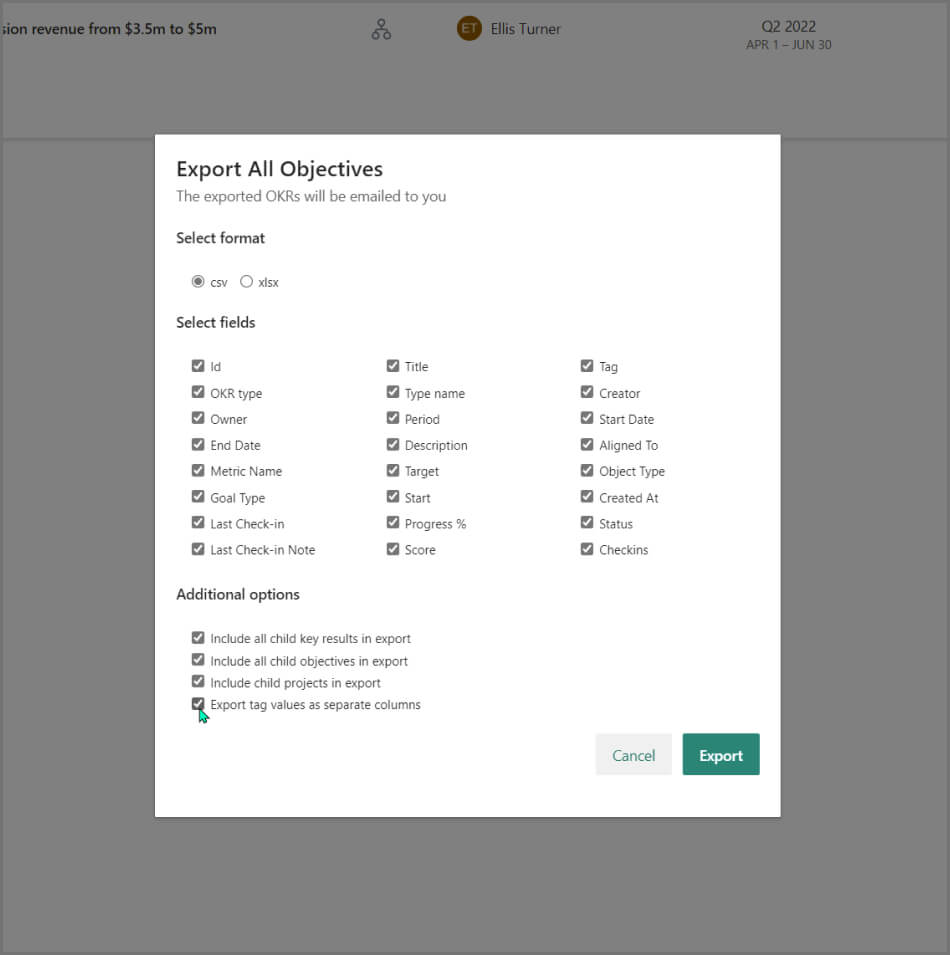 sion revenue from $3.5m to $5m ET Ellis Turner Q2 2022
APR 1 – JUN 30
Export All Objectives
The exported OKRs will be emailed to you
Select format
csv xlsx
Select fields
Id Title Tag
OKR type Type name Creator
Owner Period Start Date
End Date Description Aligned To
Metric Name Target Object Type
Goal Type Start Created At
Last Check-in Progress % Status
Last Check-in Note Score Checkins
Additional options
Include all child key results in export
Include all child objectives in export
Include child projects in export
Export tag values as separate columns
Cancel Export